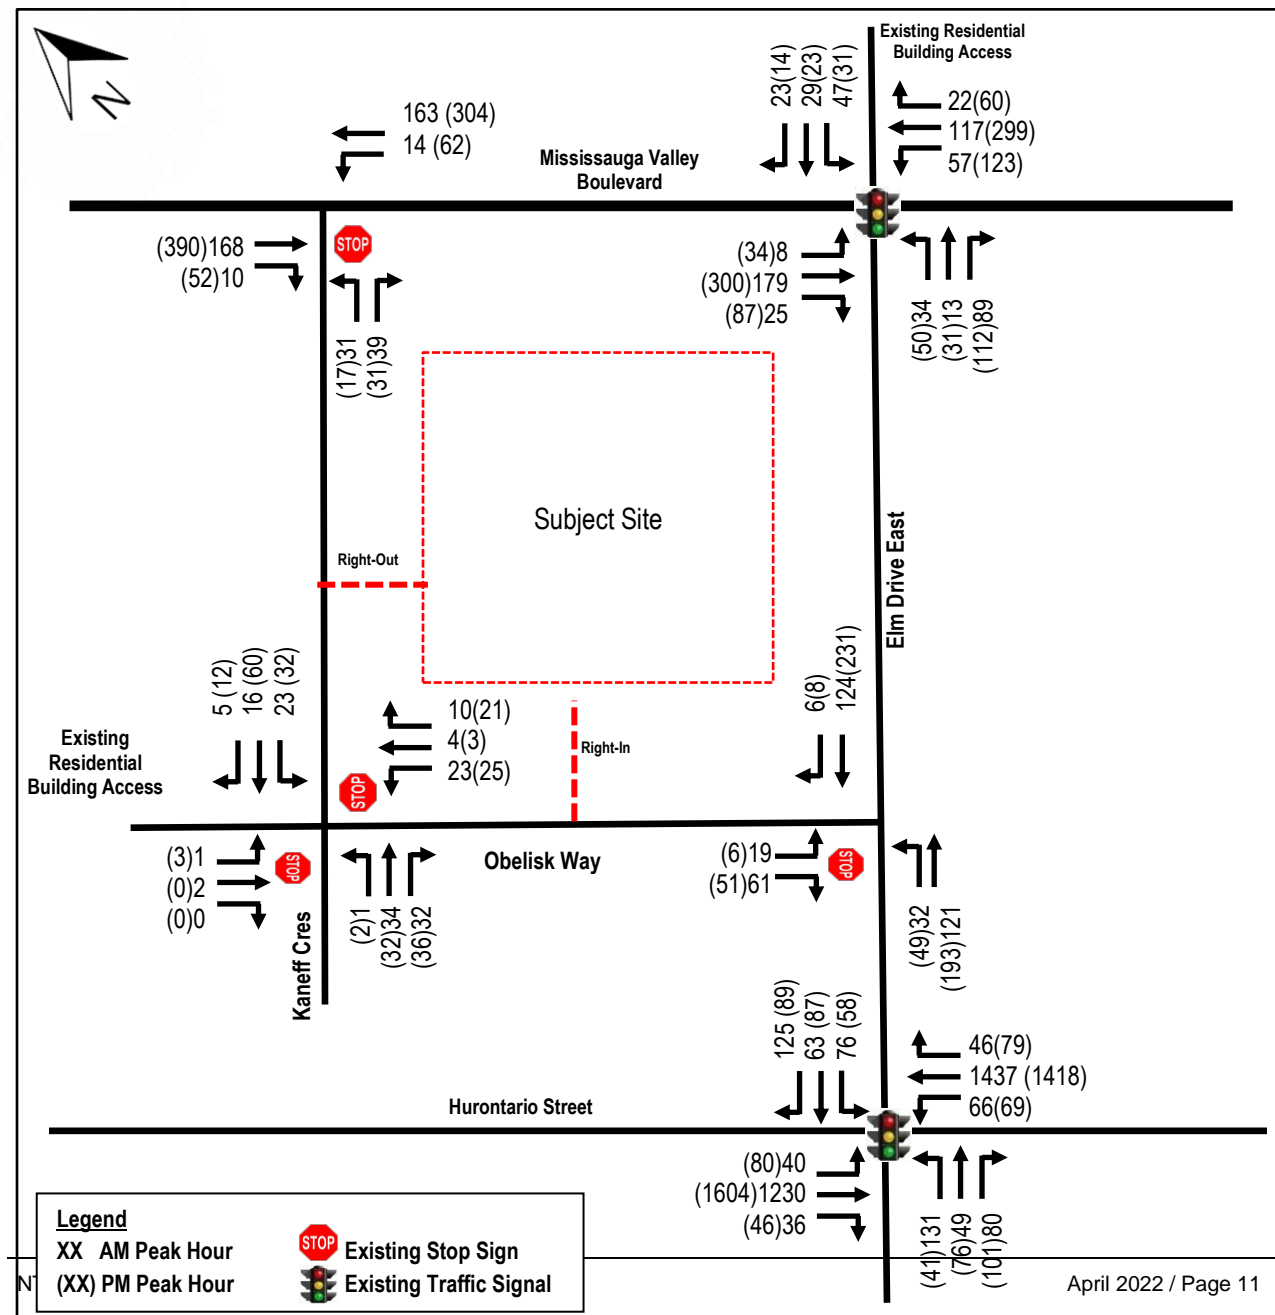 Existing Residential
Building Access
N
23(14)
29(23)
47(31)
22(60)
117(299)
57(123)
163 (304)
14 (62)
Mississauga Valley
Boulevard
(390)168
(52)10
STOP
(17)31
(31)39
(34)8
(300)179
(87)25
(50)34
(31)13
(112)89
Subject Site
Right-Out
Elm Drive East
5 (12)
16 (60)
23 (32)
10(21)
4(3)
23(25)
Right-In
6(8)
124(231)
Existing
Residential
Building Access
STOP
(3)1
(0)2
(0)0
STOP
Kaneff Cres
(2)1
(32)34
(36)32
Obelisk Way
(6)19
(51)61
STOP
(49)32
(193)121
125 (89)
63 (87)
76 (58)
46(79)
1437 (1418)
66(69)
Hurontario Street
(80)40
(1604)1230
(46)36
(41)131
(76)49
(101)80
Legend
XX AM Peak Hour
STOP Existing Stop Sign
(XX) PM Peak Hour
Existing Traffic Signal
April 2022 / Page 11